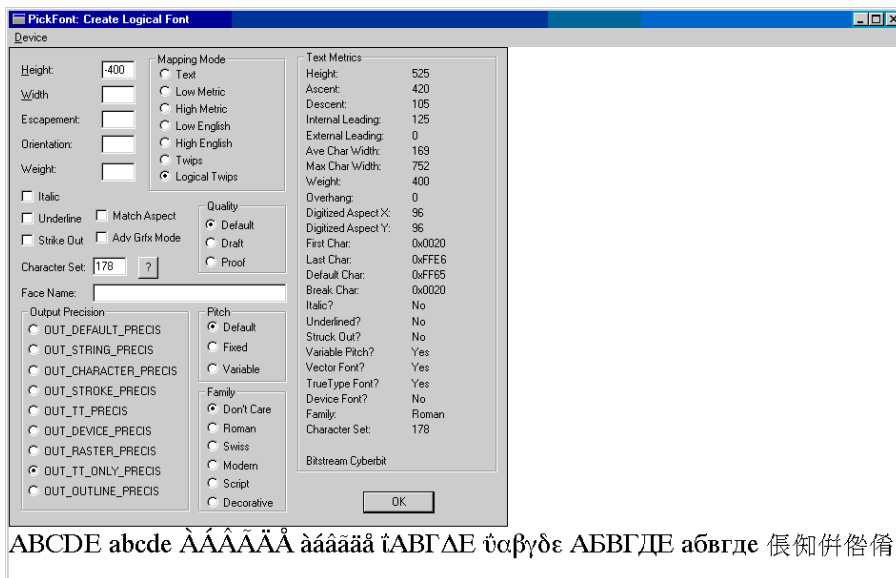 PickFont: Create Logical Font
Device
Height: -400
Width
Escapement:
Orientation:
Weight:
Mapping Mode
Text
Low Metric
High Metric
Low English
High English
Twips
Logical Twips
Italic
Underline
Strike Out
Match Aspect
Adv Grfx Mode
Quality
Default
Draft
Proof
Character Set: 178 ?
Face Name:
Output Precision
OUT_DEFAULT_PRECIS
OUT_STRING_PRECIS
OUT_CHARACTER_PRECIS
OUT_STROKE_PRECIS
OUT_TT_PRECIS
OUT_DEVICE_PRECIS
OUT_RASTER_PRECIS
OUT_TT_ONLY_PRECIS
OUT_OUTLINE_PRECIS
Pitch
Default
Fixed
Variable
Family
Don't Care
Roman
Swiss
Modern
Script
Decorative
Text Metrics
Height: 525
Ascent: 420
Descent: 105
Internal Leading: 125
External Leading: 0
Ave Char Width: 169
Max Char Width: 752
Weight: 400
Overhang: 0
Digitized Aspect X: 96
Digitized Aspect Y: 96
First Char: 0x0020
Last Char: 0xFFE6
Default Char: 0xFF65
Break Char: 0x0020
Italic? No
Underlined? No
Struck Out? No
Variable Pitch? Yes
Vector Font? Yes
TrueType Font? Yes
Device Font? No
Family: Roman
Character Set: 178
Bitstream Cyberbit
OK
ABCDE abcde ÀÁÂÃÄÅ àáâãäå ΐΑΒΓΔΕ ΰαβγδε АБВГДЕ абвгде